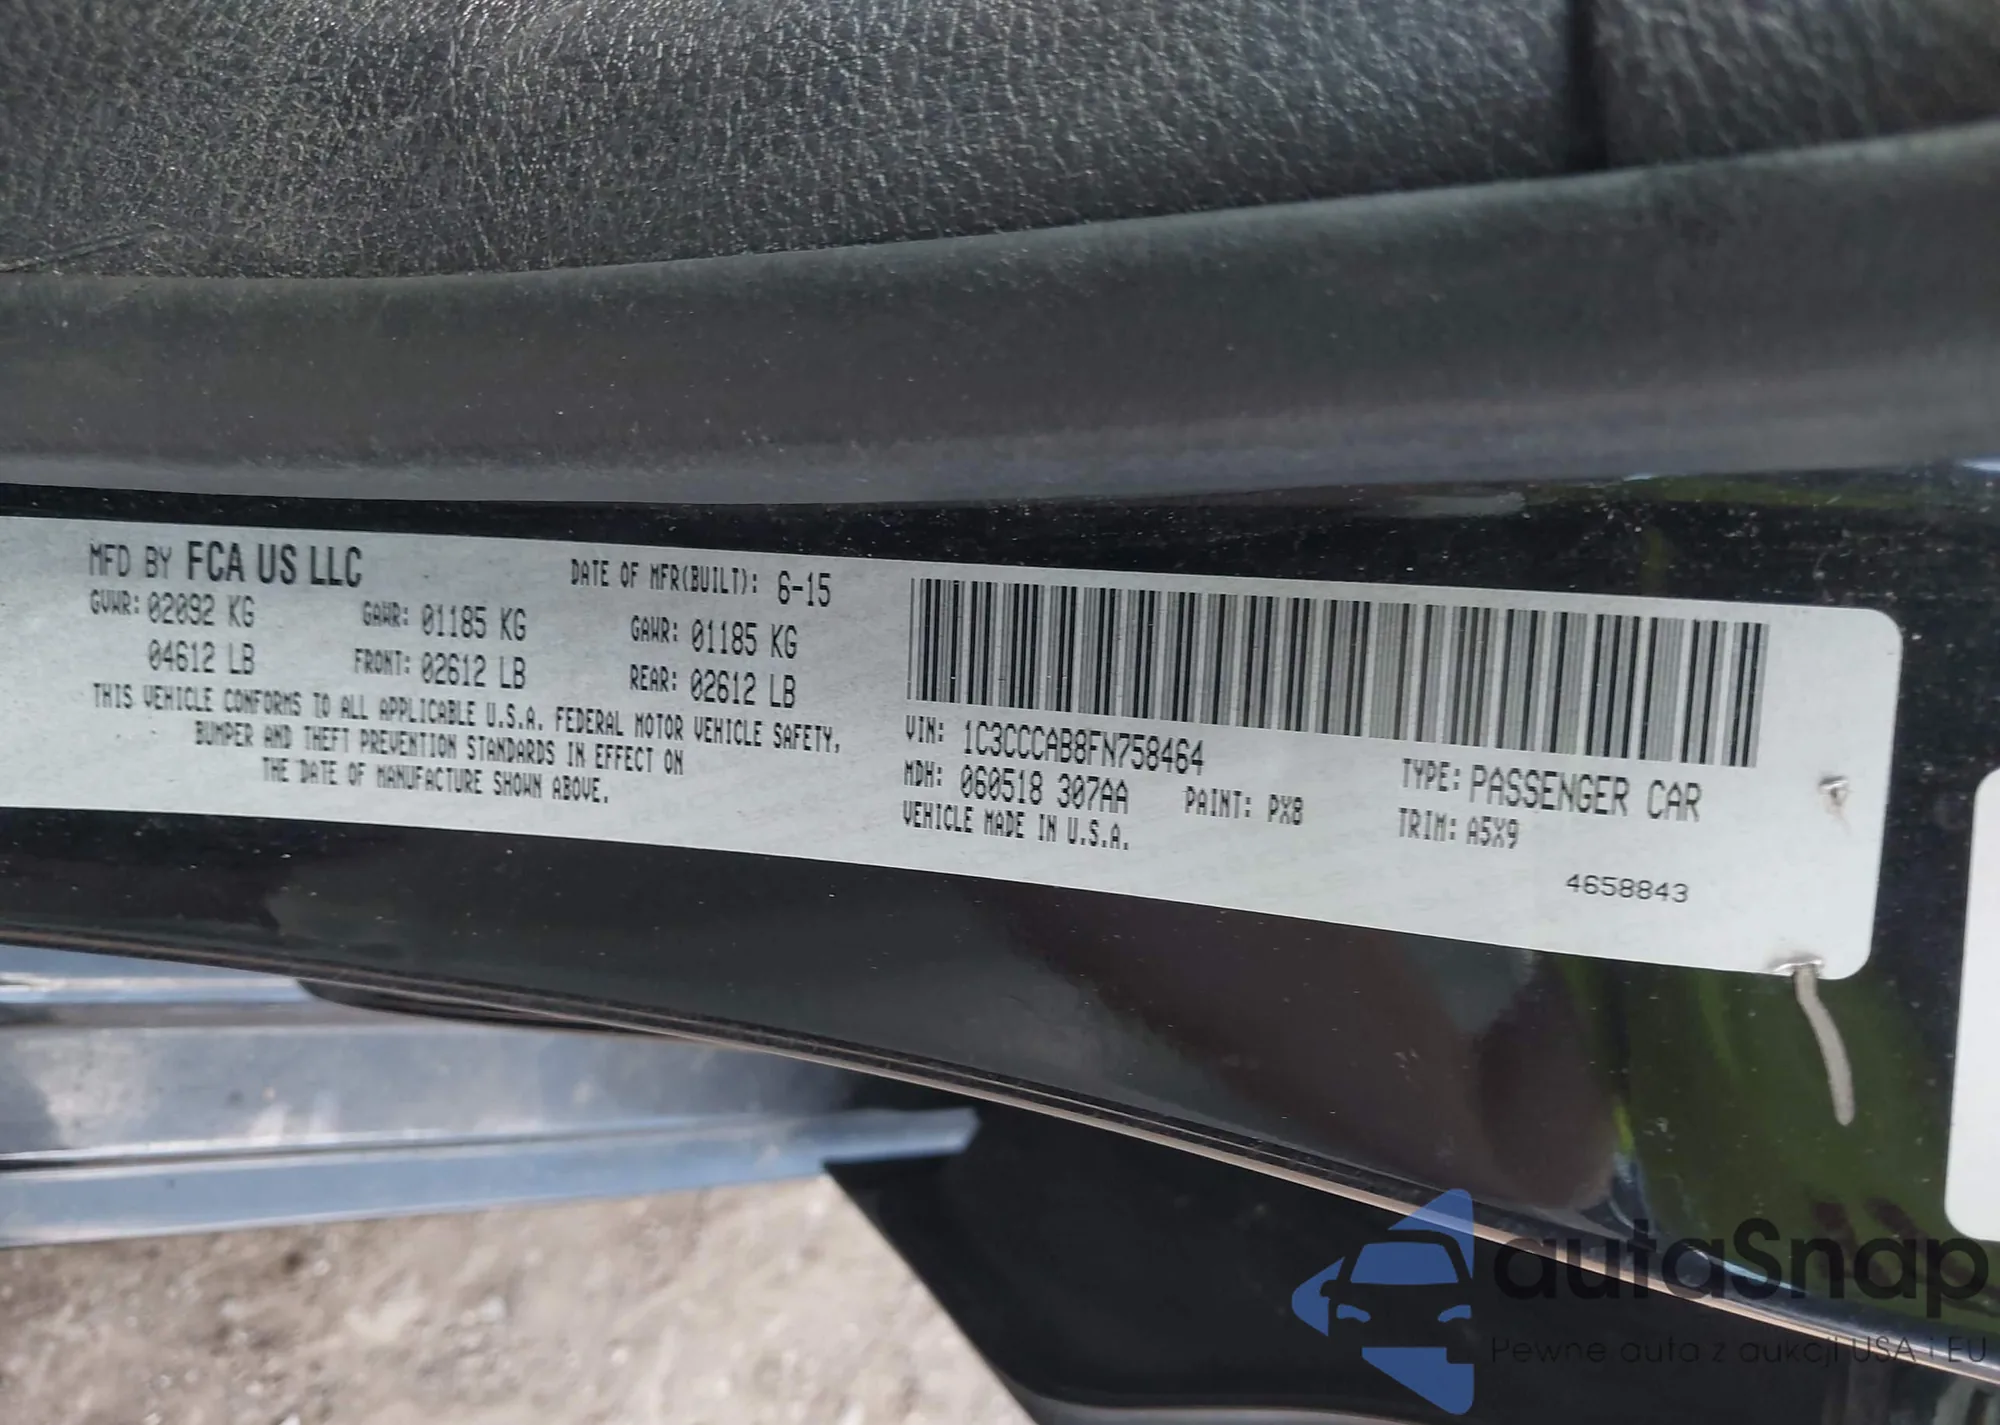 MFD BY FCA US LLC
DATE OF MFR(BUILT): 6-15
GVWR: 02092 KG
04612 LB
GAWR: 01185 KG
FRONT: 02612 LB
GAWR: 01185 KG
REAR: 02612 LB
THIS VEHICLE CONFORMS TO ALL APPLICABLE U.S.A. FEDERAL MOTOR VEHICLE SAFETY,
BUMPER AND THEFT PREVENTION STANDARDS IN EFFECT ON
THE DATE OF MANUFACTURE SHOWN ABOVE.
VIN: 1C3CCCAB8FN758464
MDH: 060518 307AA
PAINT: PX8
VEHICLE MADE IN U.S.A.
TYPE: PASSENGER CAR
TRIM: A5X9
4658843
autaSnap
Pewne auta z aukcji USA i EU